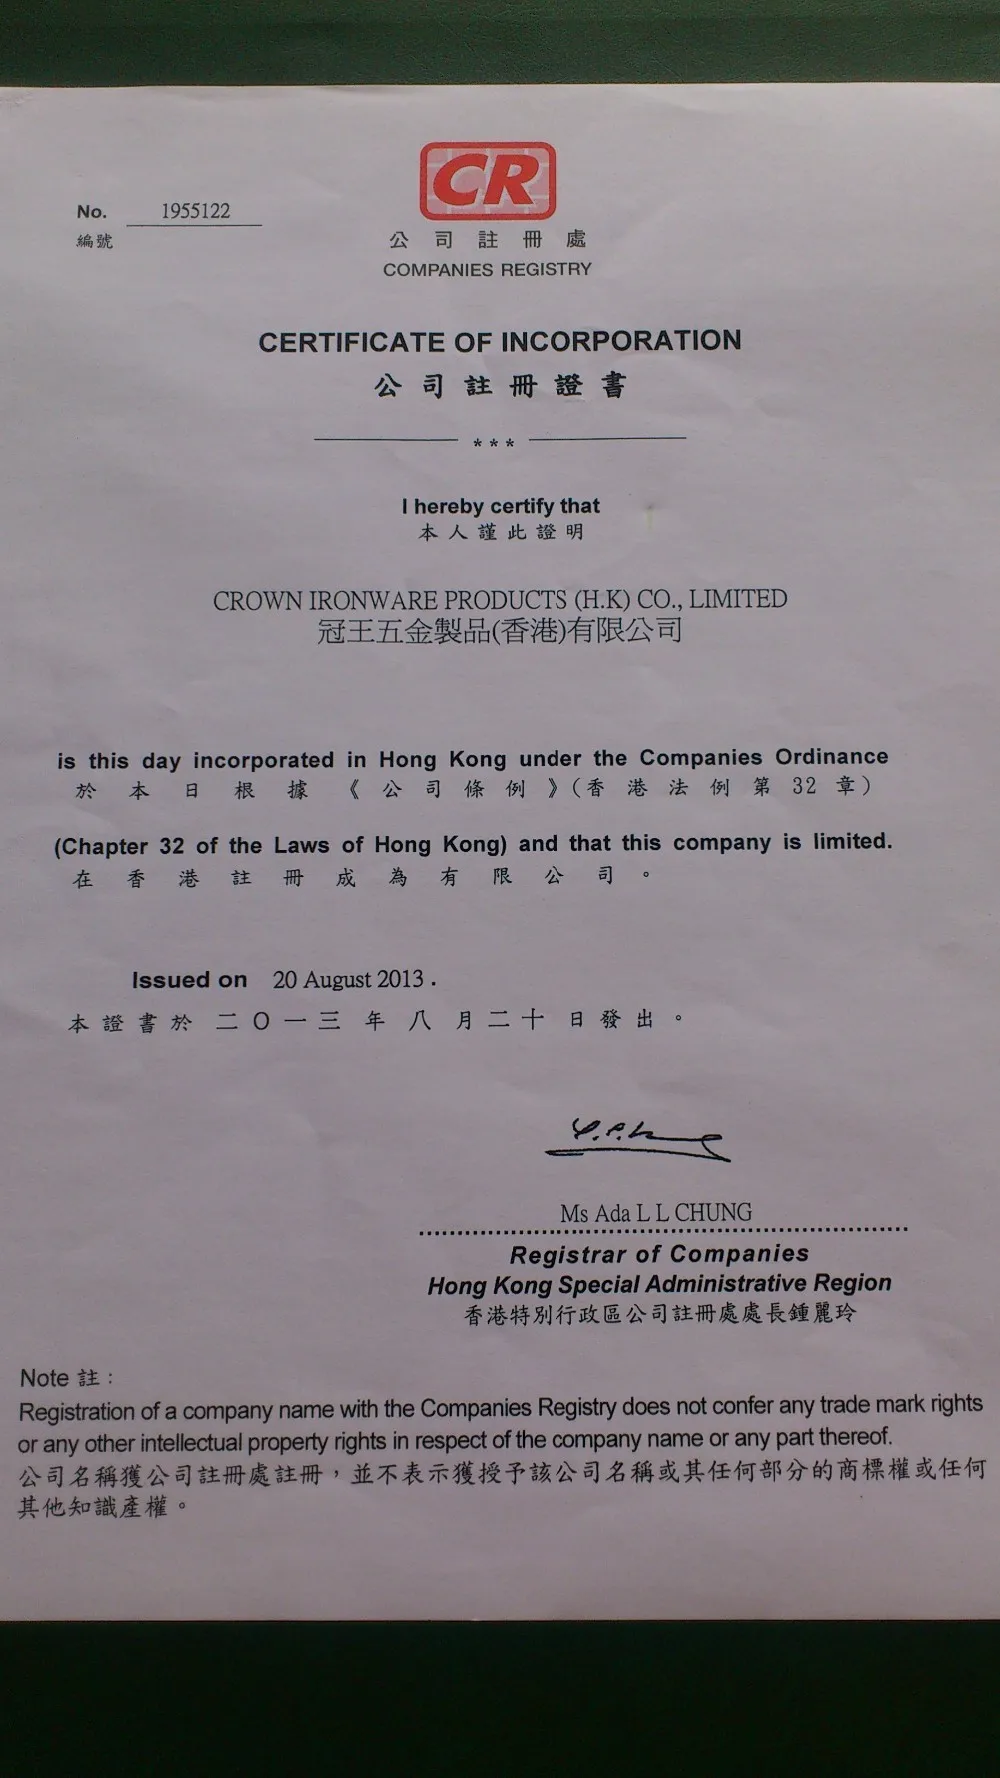 No. 1955122
編號
CR
公司註冊處
COMPANIES REGISTRY
CERTIFICATE OF INCORPORATION
公司註冊證書
***
I hereby certify that
本人謹此證明
CROWN IRONWARE PRODUCTS (H.K) CO., LIMITED
冠王五金製品(香港)有限公司
is this day incorporated in Hong Kong under the Companies Ordinance
於本日根據《公司條例》(香港法例第32章)
(Chapter 32 of the Laws of Hong Kong) and that this company is limited.
在香港註冊成為有限公司。
Issued on 20 August 2013.
本證書於二O一三年八月二十日發出。
Ms Ada L L CHUNG
Registrar of Companies
Hong Kong Special Administrative Region
香港特別行政區公司註冊處處長鍾麗玲
Note 註:
Registration of a company name with the Companies Registry does not confer any trade mark rights
or any other intellectual property rights in respect of the company name or any part thereof.
公司名稱獲公司註冊處註冊，並不表示獲授予該公司名稱或其任何部分的商標權或任何
其他知識產權。